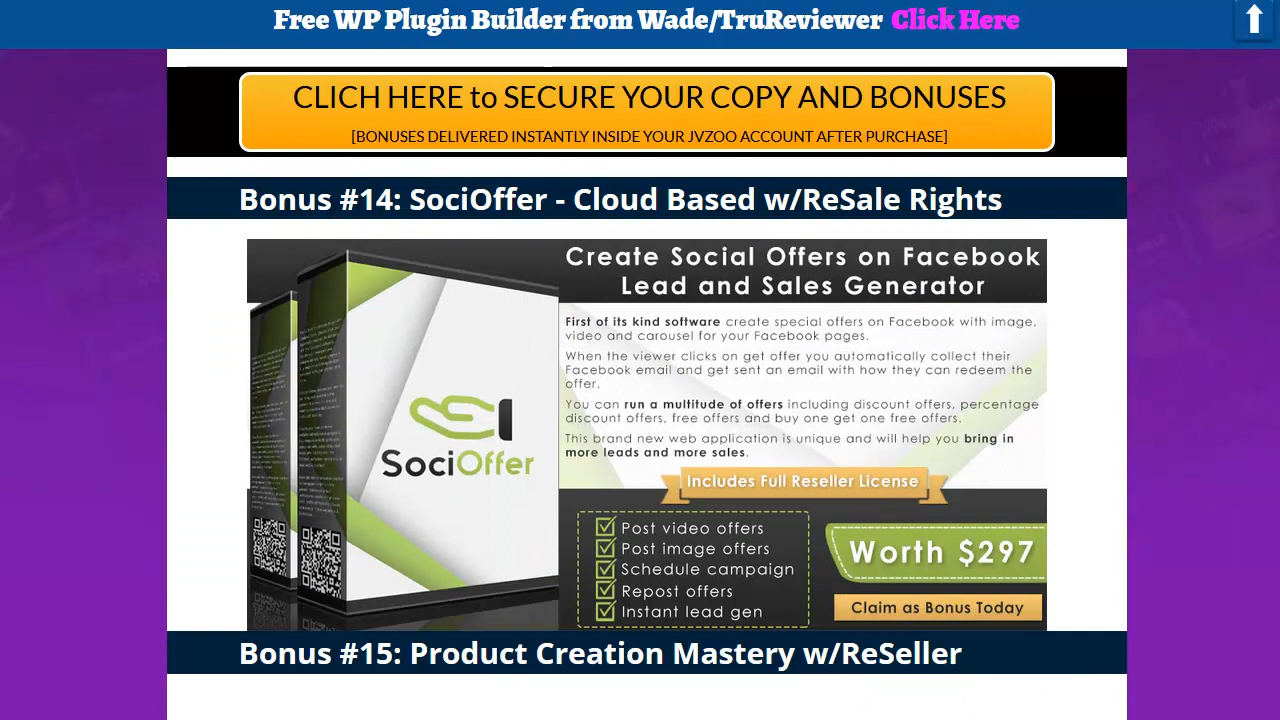 Free WP Plugin Builder from Wade/TruReviewer Click Here
CLICH HERE to SECURE YOUR COPY AND BONUSES
[BONUSES DELIVERED INSTANTLY INSIDE YOUR JVZOO ACCOUNT AFTER PURCHASE]
Bonus #14: SociOffer - Cloud Based w/ReSale Rights
Create Social Offers on Facebook
Lead and Sales Generator
First of its kind software create special offers on Facebook with image,
video and carousel for your Facebook pages.
When the viewer clicks on get offer you automatically collect their
Facebook email and get sent an email with how they can redeem the
offer.
You can run a multitude of offers including discount offers, percentage
discount offers, free offers and buy one get one free offers.
This brand new web application is unique and will help you bring in
more leads and more sales.
SociOffer
Includes Full Reseller License
Post video offers
Post image offers
Schedule campaign
Repost offers
Instant lead gen
Worth $297
Claim as Bonus Today
Bonus #15: Product Creation Mastery w/ReSeller